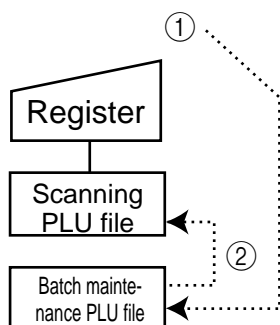 ①
Register
Scanning
PLU file
②
Batch mainte-
nance PLU file